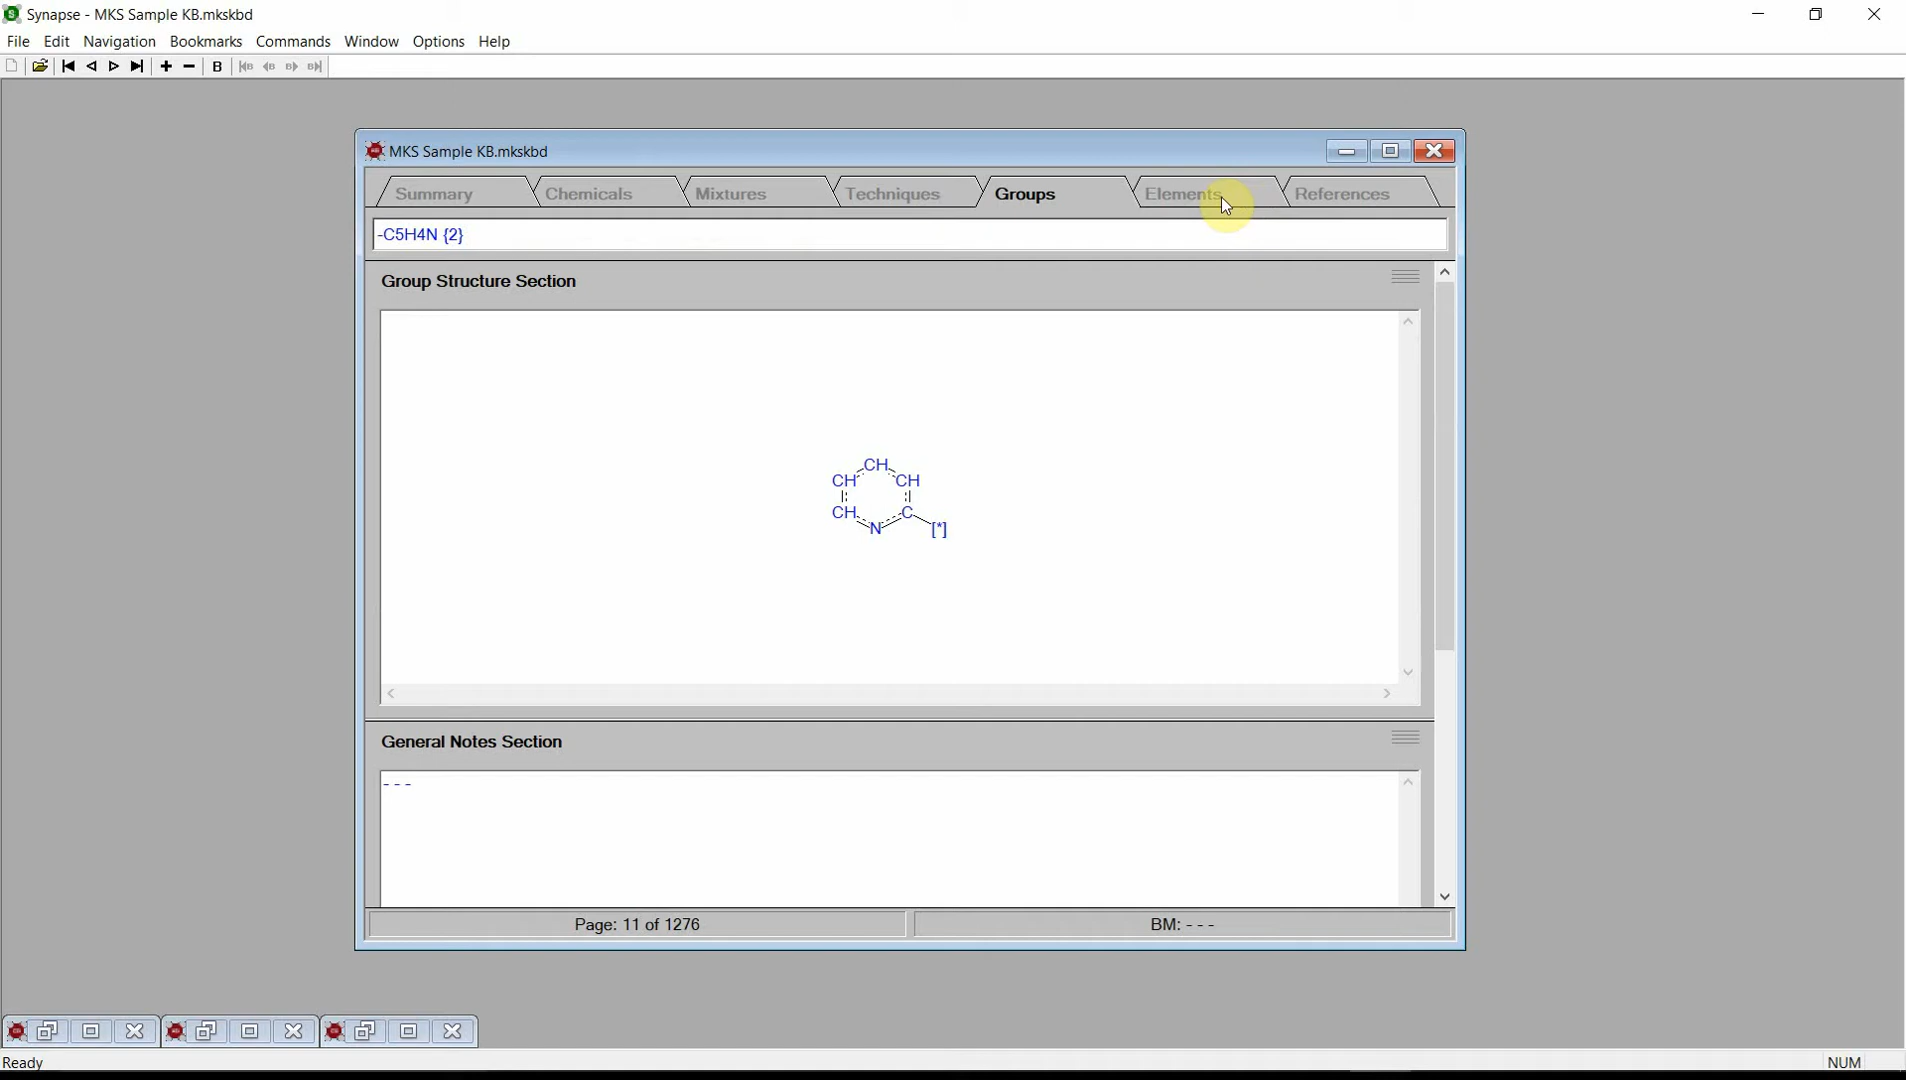 Synapse - MKS Sample KB.mkskbd
File Edit Navigation Bookmarks Commands Window Options Help
B B B B B
MKS Sample KB.mkskbd
Summary Chemicals Mixtures Techniques Groups Elements References
-C5H4N {2}
Group Structure Section
CH
CH CH
CH C
N [*]
General Notes Section
- - -
Page: 11 of 1276 BM: - - -
Ready NUM